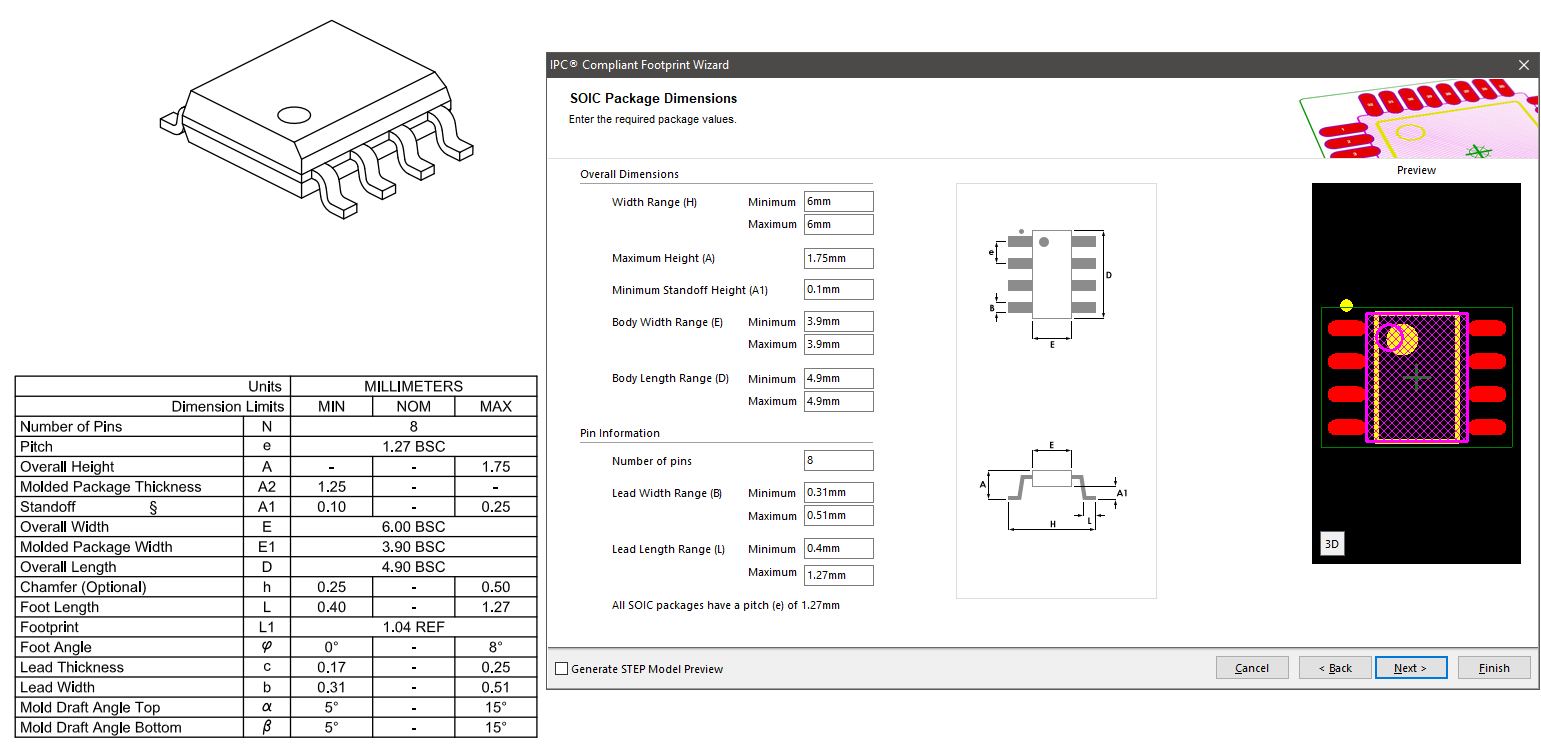 IPC® Compliant Footprint Wizard
SOIC Package Dimensions
Enter the required package values.
Overall Dimensions
Width Range (H) Minimum 6mm
Maximum 6mm
Maximum Height (A) 1.75mm
Minimum Standoff Height (A1) 0.1mm
Body Width Range (E) Minimum 3.9mm
Maximum 3.9mm
Body Length Range (D) Minimum 4.9mm
Maximum 4.9mm
Pin Information
Number of pins 8
Lead Width Range (B) Minimum 0.31mm
Maximum 0.51mm
Lead Length Range (L) Minimum 0.4mm
Maximum 1.27mm
All SOIC packages have a pitch (e) of 1.27mm
e
D
B
E
E
A
A1
L
H
Preview
3D
Generate STEP Model Preview
Cancel
< Back
Next >
Finish
Units MILLIMETERS
Dimension Limits MIN NOM MAX
Number of Pins N 8
Pitch e 1.27 BSC
Overall Height A - - 1.75
Molded Package Thickness A2 1.25 - -
Standoff § A1 0.10 - 0.25
Overall Width E 6.00 BSC
Molded Package Width E1 3.90 BSC
Overall Length D 4.90 BSC
Chamfer (Optional) h 0.25 - 0.50
Foot Length L 0.40 - 1.27
Footprint L1 1.04 REF
Foot Angle φ 0° - 8°
Lead Thickness c 0.17 - 0.25
Lead Width b 0.31 - 0.51
Mold Draft Angle Top α 5° - 15°
Mold Draft Angle Bottom β 5° - 15°